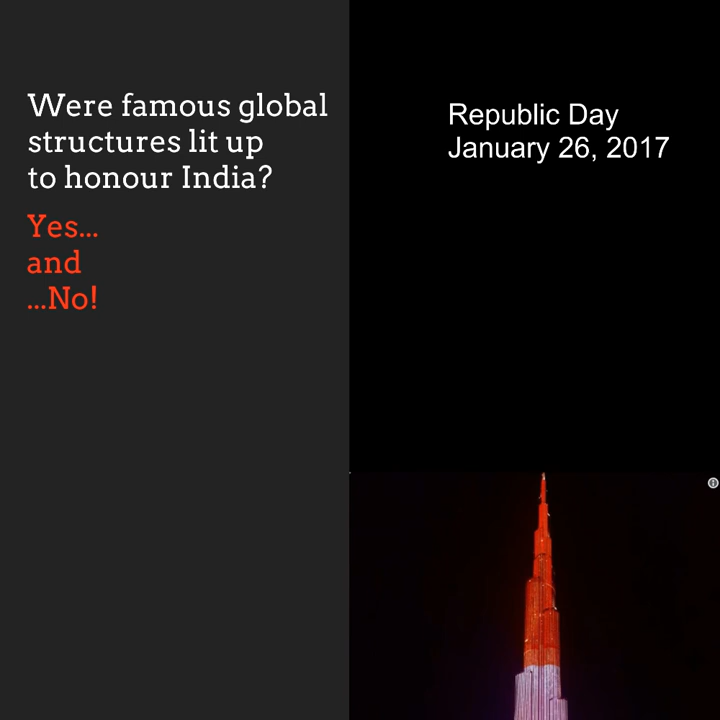 Were famous global
structures lit up
to honour India?
Yes...
and
...No!
Republic Day
January 26, 2017